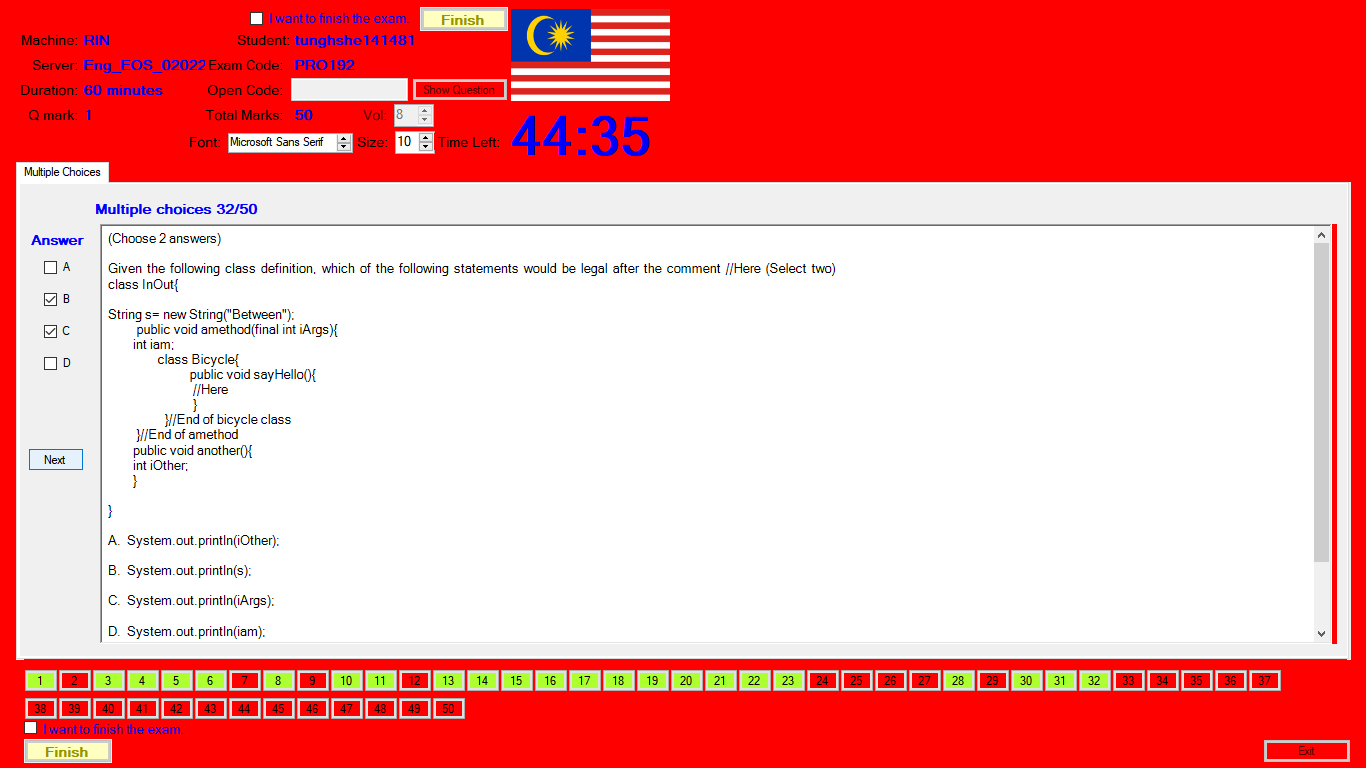 I want to finish the exam. Finish
Machine: RIN Student: tunghshe141481
Server: Eng_EOS_02022 Exam Code: PRO192
Duration: 60 minutes Open Code: Show Question
Q mark: 1 Total Marks: 50 Vol: 8
Font: Microsoft Sans Serif Size: 10 Time Left: 44:35
Multiple Choices
Multiple choices 32/50
Answer
A
B
C
D
Next
(Choose 2 answers)
Given the following class definition, which of the following statements would be legal after the comment //Here (Select two)
class InOut{
String s= new String("Between");
public void amethod(final int iArgs){
int iam;
class Bicycle{
public void sayHello(){
//Here
}
}//End of bicycle class
}//End of amethod
public void another(){
int iOther;
}
}
A. System.out.println(iOther);
B. System.out.println(s);
C. System.out.println(iArgs);
D. System.out.println(iam);
1 2 3 4 5 6 7 8 9 10 11 12 13 14 15 16 17 18 19 20 21 22 23 24 25 26 27 28 29 30 31 32 33 34 35 36 37
38 39 40 41 42 43 44 45 46 47 48 49 50
I want to finish the exam.
Finish Exit